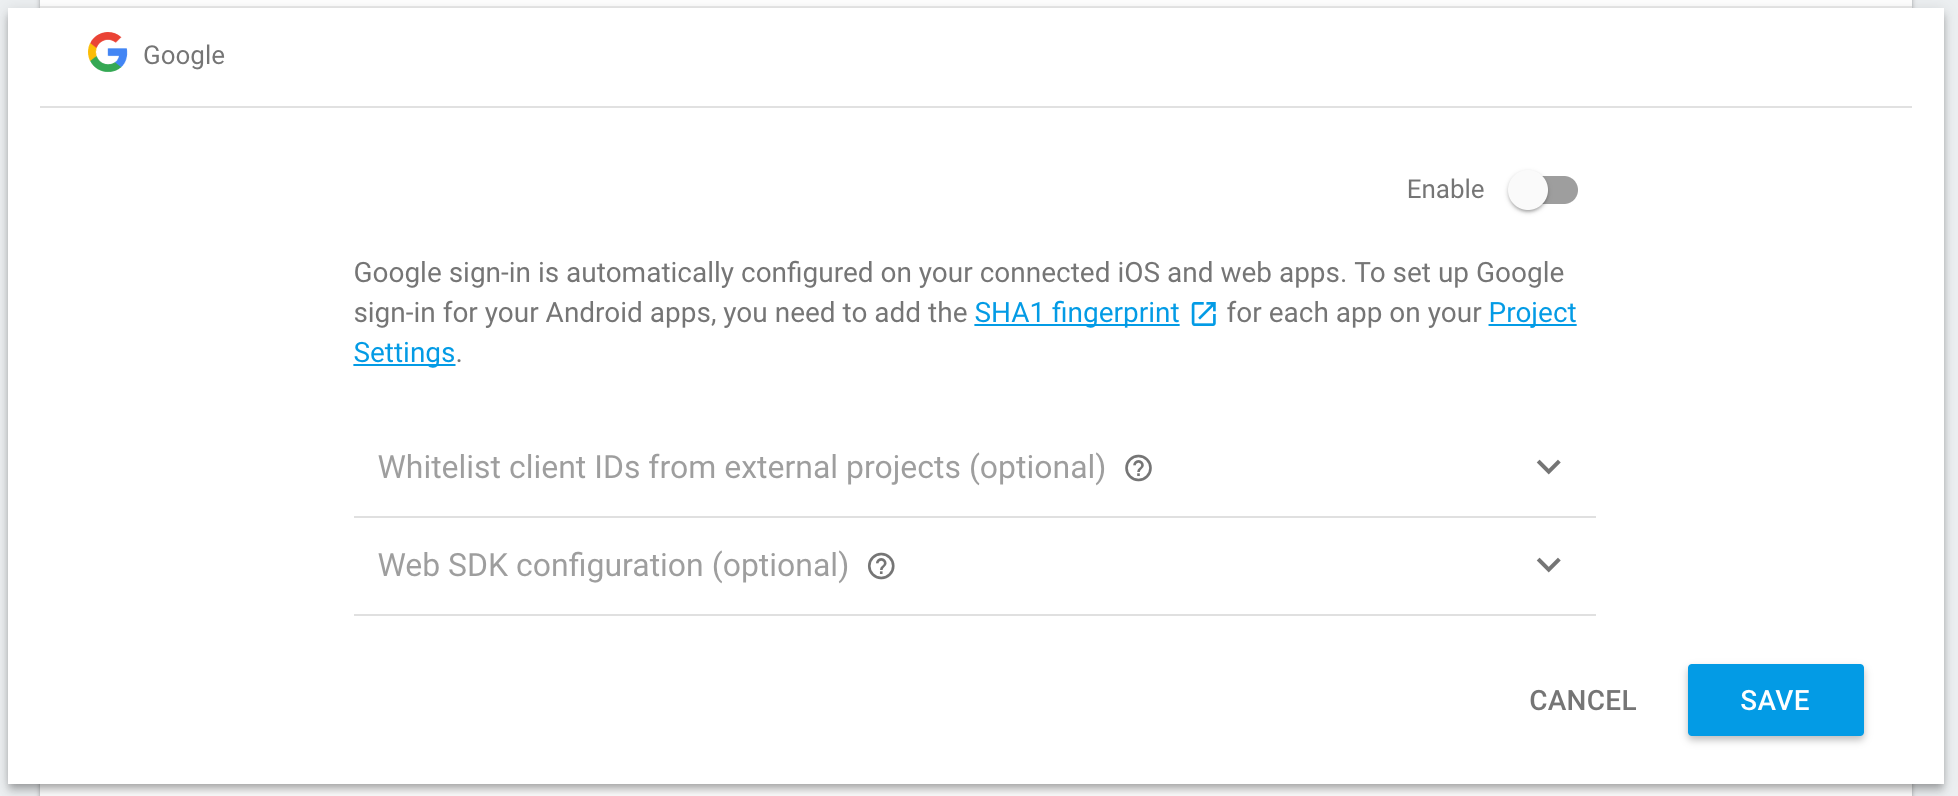 Google
Enable
Google sign-in is automatically configured on your connected iOS and web apps. To set up Google
sign-in for your Android apps, you need to add the SHA1 fingerprint for each app on your Project
Settings.
Whitelist client IDs from external projects (optional)
Web SDK configuration (optional)
CANCEL SAVE